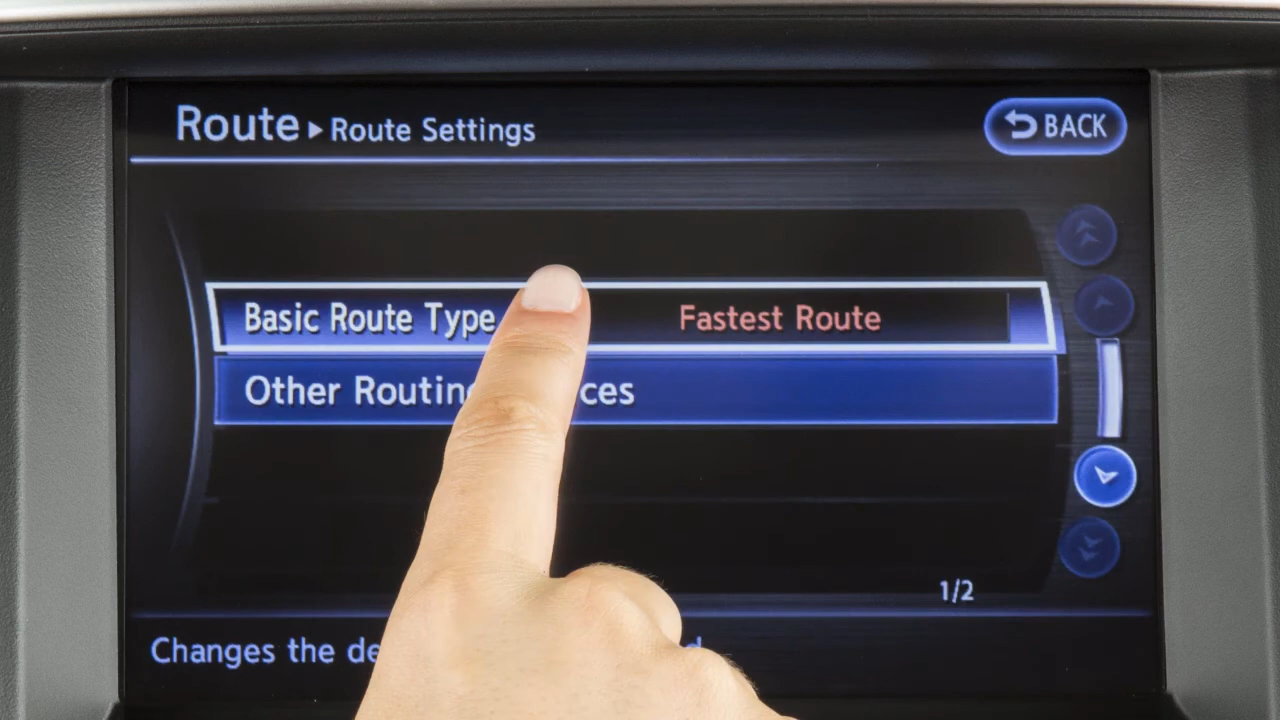 Route ▸ Route Settings
BACK
Basic Route Type Fastest Route
Other Routin ces
1/2
Changes the de